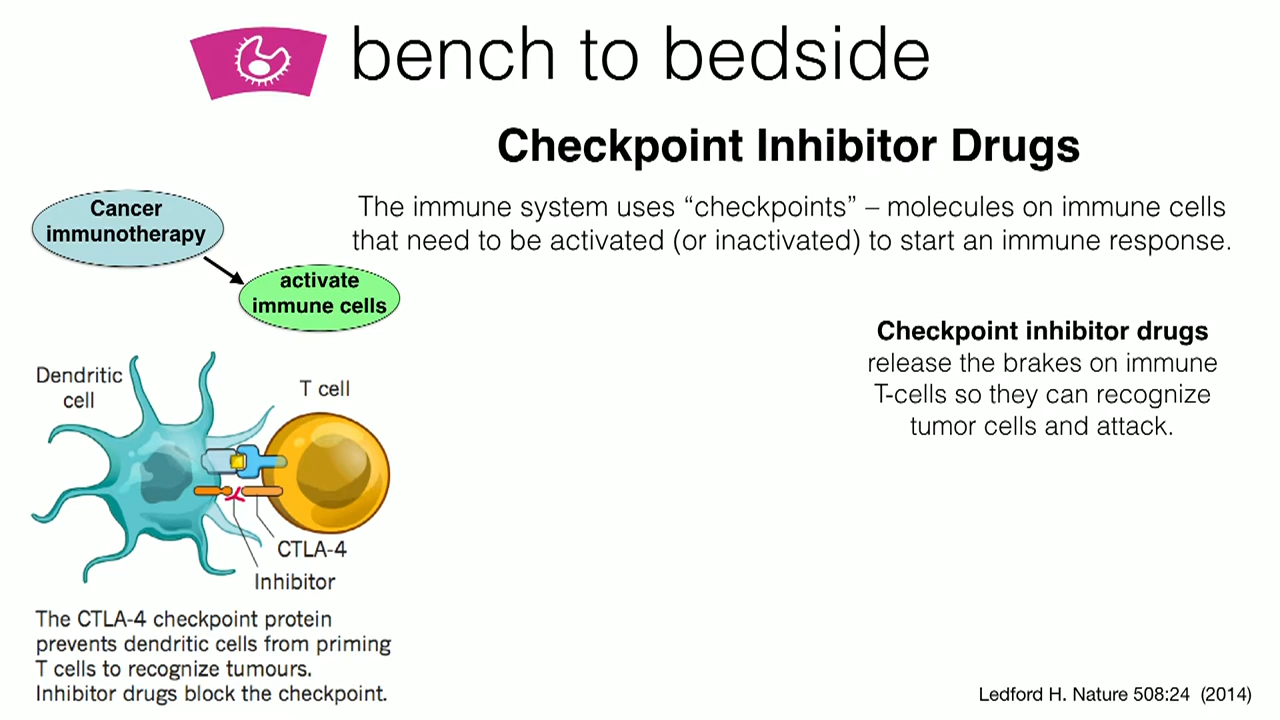 bench to bedside
Checkpoint Inhibitor Drugs
The immune system uses “checkpoints” – molecules on immune cells
that need to be activated (or inactivated) to start an immune response.
Cancer
immunotherapy
activate
immune cells
Checkpoint inhibitor drugs
release the brakes on immune
T-cells so they can recognize
tumor cells and attack.
Dendritic
cell
T cell
CTLA-4
Inhibitor
The CTLA-4 checkpoint protein
prevents dendritic cells from priming
T cells to recognize tumours.
Inhibitor drugs block the checkpoint.
Ledford H. Nature 508:24 (2014)